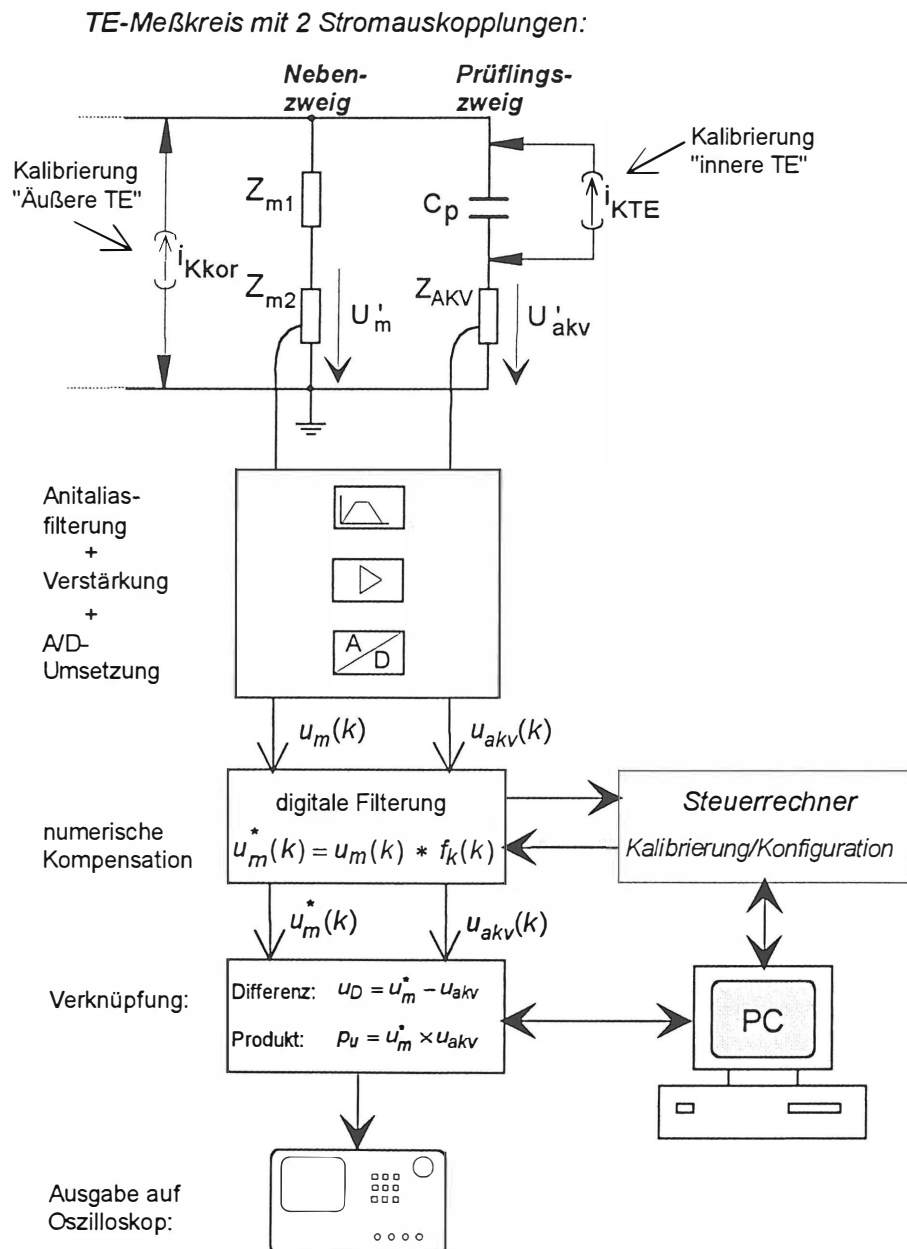 TE-Meßkreis mit 2 Stromauskopplungen:
Neben-
zweig
Prüflings-
zweig
Kalibrierung
"Äußere TE"
Kalibrierung
"innere TE"
i_Kkor
Z_m1
Z_m2
U'_m
C_p
Z_AKV
U'_akv
i_KTE
Anitalias-
filterung
+
Verstärkung
+
A/D-
Umsetzung
A
D
u_m(k)
u_akv(k)
numerische
Kompensation
digitale Filterung
u*_m(k) = u_m(k) * f_k(k)
Steuerrechner
Kalibrierung/Konfiguration
u*_m(k)
u_akv(k)
Verknüpfung:
Differenz: u_D = u*_m - u_akv
Produkt: p_u = u*_m × u_akv
PC
Ausgabe auf
Oszilloskop: